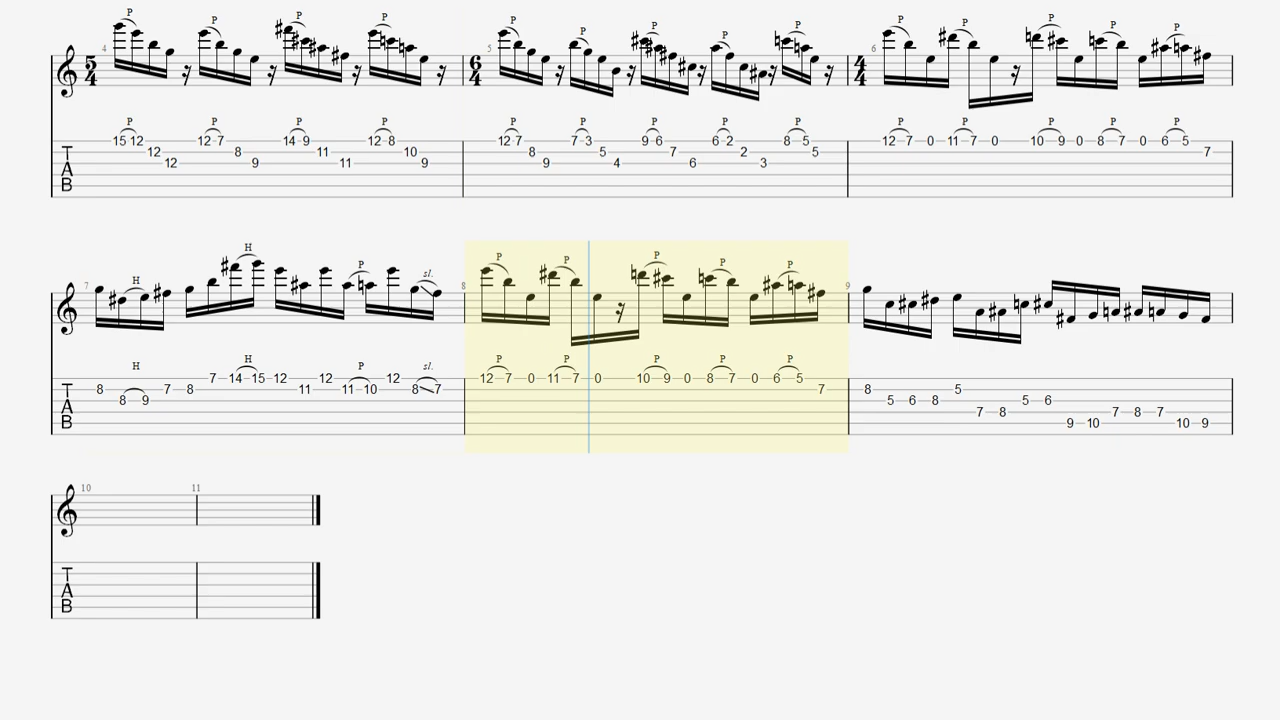 P P P P P P P P P P P P P P
4 5 6
5 6 4
4 4 4
P P P P P P P P P P P P P P
15 12 12 7 14 9 12 8 12 7 7 3 9 6 6 2 8 5 12 7 0 11 7 0 10 9 0 8 7 0 6 5
T 12 8 11 10 8 5 7 2 5 7
A 12 9 11 9 9 4 6 3
B
H H P sl. P P P P P
7 8 9
H H P sl. P P P P P
7 14 15 12 12 12 12 7 0 11 7 0 10 9 0 8 7 0 6 5
T 8 7 8 11 11 10 8 7 7 8 5
8 9 5 6 8 5 6
A 7 8 7 8 7
B 9 10 10 9
10 11
T
A
B